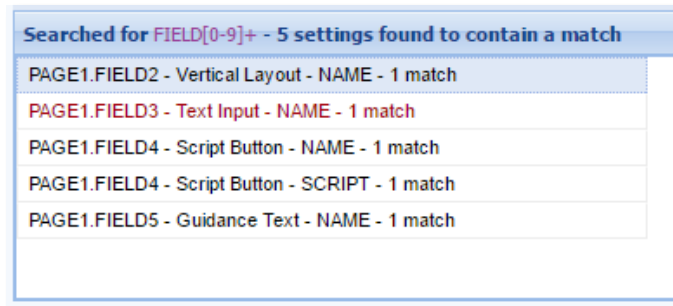 Searched for FIELD[0-9]+ - 5 settings found to contain a match
PAGE1.FIELD2 - Vertical Layout - NAME - 1 match
PAGE1.FIELD3 - Text Input - NAME - 1 match
PAGE1.FIELD4 - Script Button - NAME - 1 match
PAGE1.FIELD4 - Script Button - SCRIPT - 1 match
PAGE1.FIELD5 - Guidance Text - NAME - 1 match